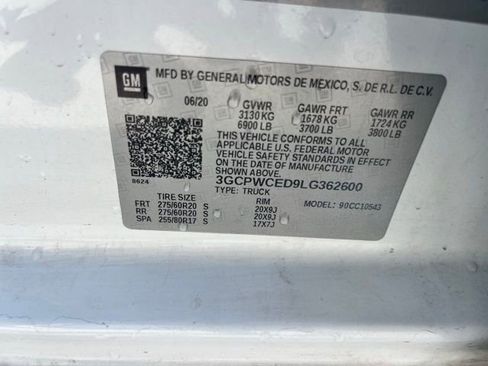 GM MFD BY GENERAL MOTORS DE MEXICO, S. DE R.L. DE C.V.
06/20 GVWR GAWR FRT GAWR RR
3130 KG 1678 KG 1724 KG
6900 LB 3700 LB 3800 LB
THIS VEHICLE CONFORMS TO ALL
APPLICABLE U.S. FEDERAL MOTOR
VEHICLE SAFETY STANDARDS IN EFFECT
ON THE DATE OF MANUFACTURE
SHOWN ABOVE.
3GCPWCED9LG362600
8624 TYPE: TRUCK MODEL: 90CC10543
TIRE SIZE RIM
FRT 275/60R20 S 20X9J
RR 275/60R20 S 20X9J
SPA 255/80R17 S 17X7J